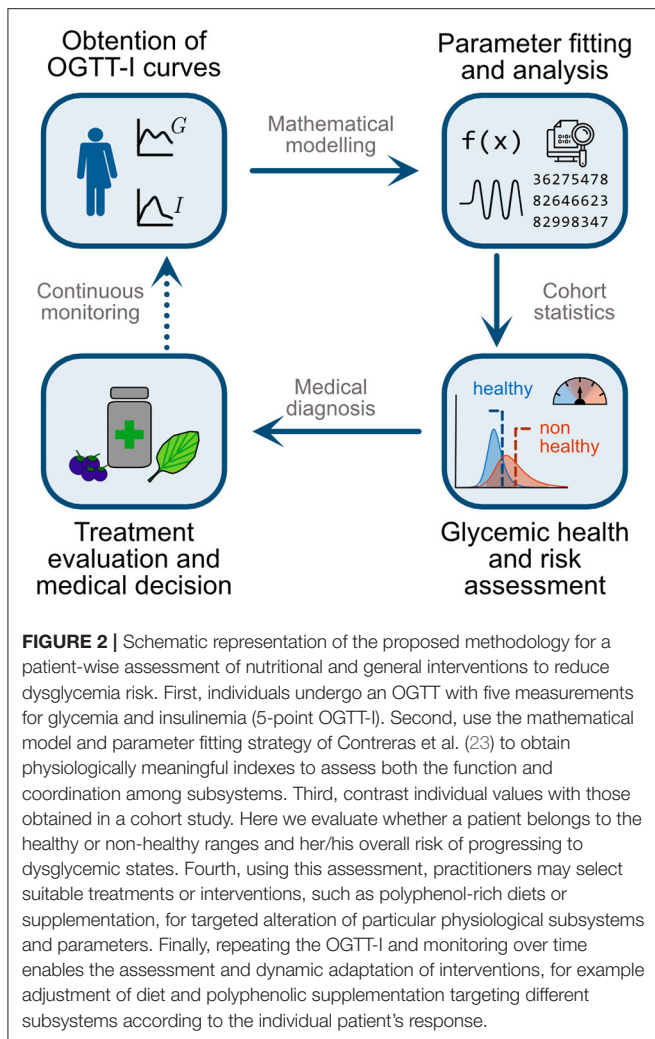 Obtention of
OGTT-I curves
Parameter fitting
and analysis
G
I
Mathematical
modelling
f(x)
36275478
82646623
82998347
Continuous
monitoring
Cohort
statistics
Medical
diagnosis
healthy
non
healthy
Treatment
evaluation and
medical decision
Glycemic health
and risk
assessment
FIGURE 2 | Schematic representation of the proposed methodology for a
patient-wise assessment of nutritional and general interventions to reduce
dysglycemia risk. First, individuals undergo an OGTT with five measurements
for glycemia and insulinemia (5-point OGTT-I). Second, use the mathematical
model and parameter fitting strategy of Contreras et al. (23) to obtain
physiologically meaningful indexes to assess both the function and
coordination among subsystems. Third, contrast individual values with those
obtained in a cohort study. Here we evaluate whether a patient belongs to the
healthy or non-healthy ranges and her/his overall risk of progressing to
dysglycemic states. Fourth, using this assessment, practitioners may select
suitable treatments or interventions, such as polyphenol-rich diets or
supplementation, for targeted alteration of particular physiological subsystems
and parameters. Finally, repeating the OGTT-I and monitoring over time
enables the assessment and dynamic adaptation of interventions, for example
adjustment of diet and polyphenolic supplementation targeting different
subsystems according to the individual patient's response.